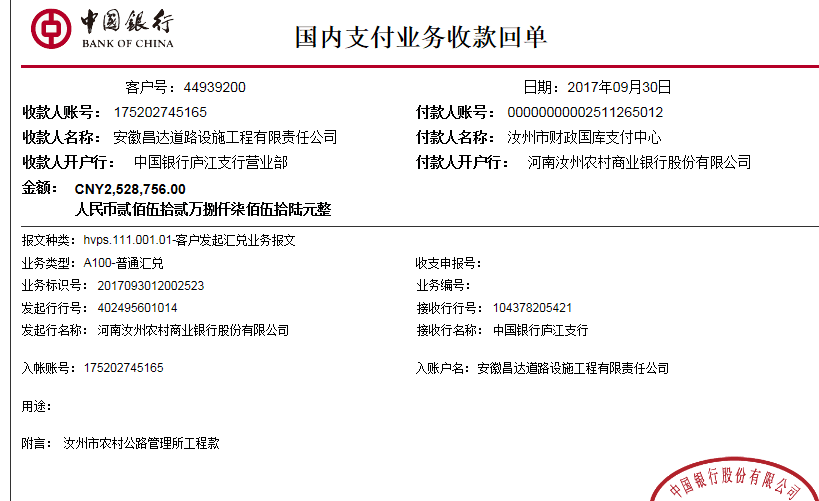 中国银行
BANK OF CHINA
国内支付业务收款回单
客户号：44939200 日期：2017年09月30日
收款人账号：175202745165 付款人账号：00000000002511265012
收款人名称：安徽昌达道路设施工程有限责任公司 付款人名称：汝州市财政国库支付中心
收款人开户行：中国银行庐江支行营业部 付款人开户行：河南汝州农村商业银行股份有限公司
金额：CNY2,528,756.00
人民币贰佰伍拾贰万捌仟柒佰伍拾陆元整
报文种类：hvps.111.001.01-客户发起汇兑业务报文
业务类型：A100-普通汇兑 收支申报号：
业务标识号：2017093012002523 业务编号：
发起行行号：402495601014 接收行行号：104378205421
发起行名称：河南汝州农村商业银行股份有限公司 接收行名称：中国银行庐江支行
入帐账号：175202745165 入账户名：安徽昌达道路设施工程有限责任公司
用途：
附言：汝州市农村公路管理所工程款
中国银行股份有限公司